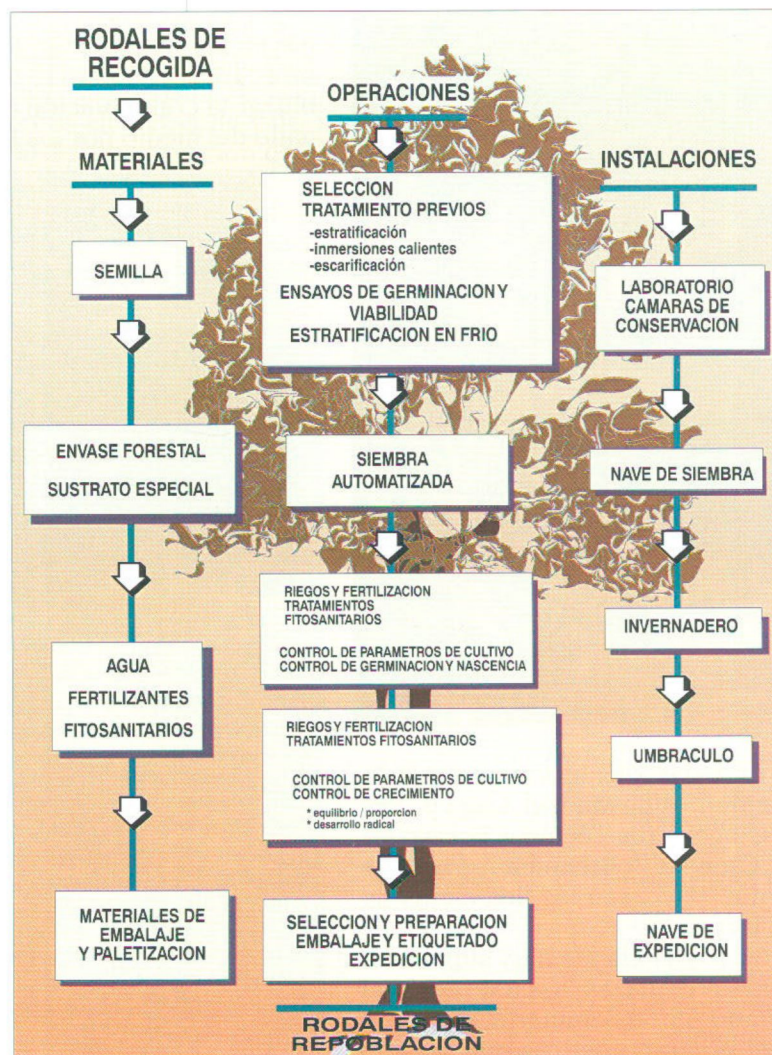 RODALES DE
RECOGIDA
MATERIALES
SEMILLA
ENVASE FORESTAL
SUSTRATO ESPECIAL
AGUA
FERTILIZANTES
FITOSANITARIOS
MATERIALES DE
EMBALAJE
Y PALETIZACION
OPERACIONES
SELECCION
TRATAMIENTO PREVIOS
-estratificación
-inmersiones calientes
-escarificación
ENSAYOS DE GERMINACION Y
VIABILIDAD
ESTRATIFICACION EN FRIO
SIEMBRA
AUTOMATIZADA
RIEGOS Y FERTILIZACION
TRATAMIENTOS
FITOSANITARIOS
CONTROL DE PARAMETROS DE CULTIVO
CONTROL DE GERMINACION Y NASCENCIA
RIEGOS Y FERTILIZACION
TRATAMIENTOS FITOSANITARIOS
CONTROL DE PARAMETROS DE CULTIVO
CONTROL DE CRECIMIENTO
* equilibrio / proporcion
* desarrollo radical
SELECCION Y PREPARACION
EMBALAJE Y ETIQUETADO
EXPEDICION
RODALES DE
REPOBLACION
INSTALACIONES
LABORATORIO
CAMARAS DE
CONSERVACION
NAVE DE SIEMBRA
INVERNADERO
UMBRACULO
NAVE DE
EXPEDICION